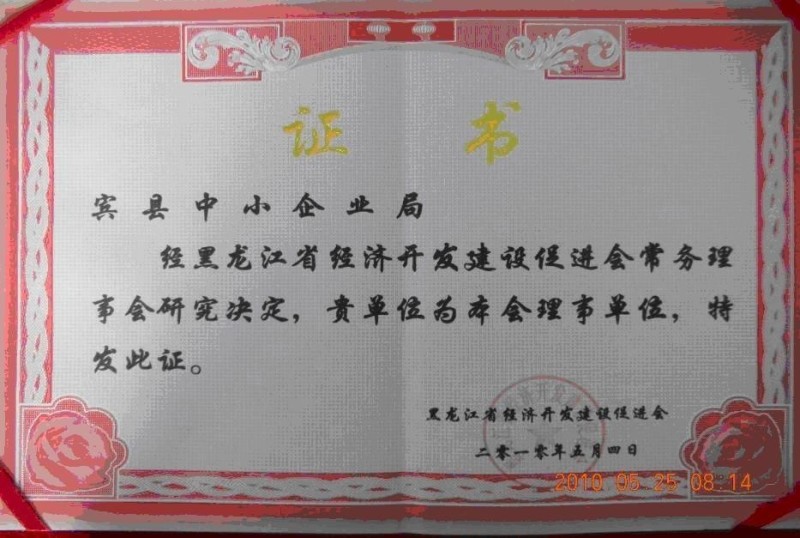 证书
宾县中小企业局
经黑龙江省经济开发建设促进会常务理
事会研究决定，贵单位为本会理事单位，特
发此证。
黑龙江省经济开发建设促进会
二零一零年五月四日
2010 05 25 08:14